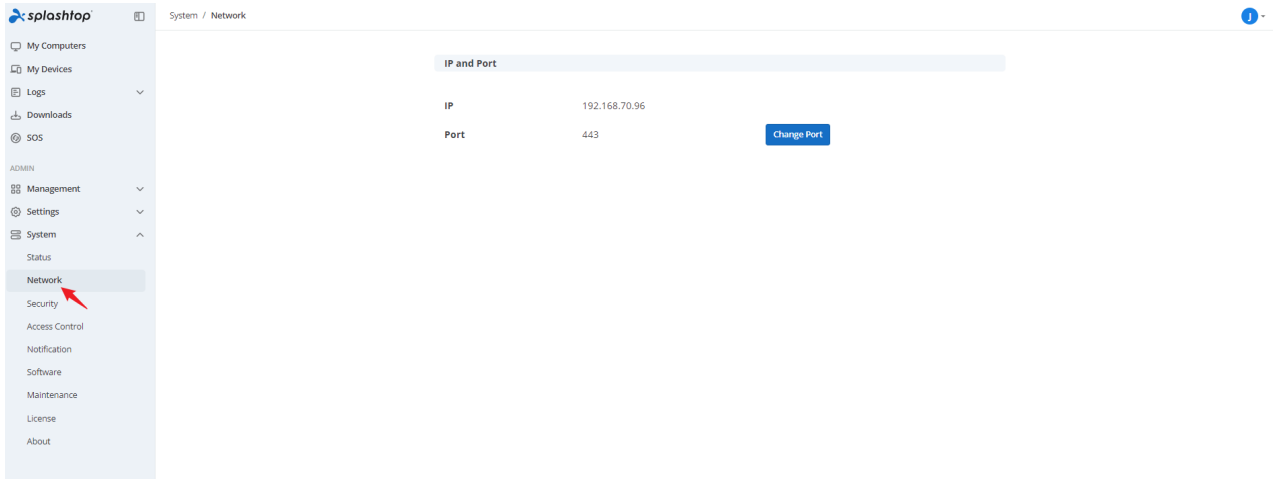 splashtop
My Computers
My Devices
Logs
Downloads
SOS
ADMIN
Management
Settings
System
Status
Network
Security
Access Control
Notification
Software
Maintenance
License
About
System / Network
J
IP and Port
IP 192.168.70.96
Port 443 Change Port